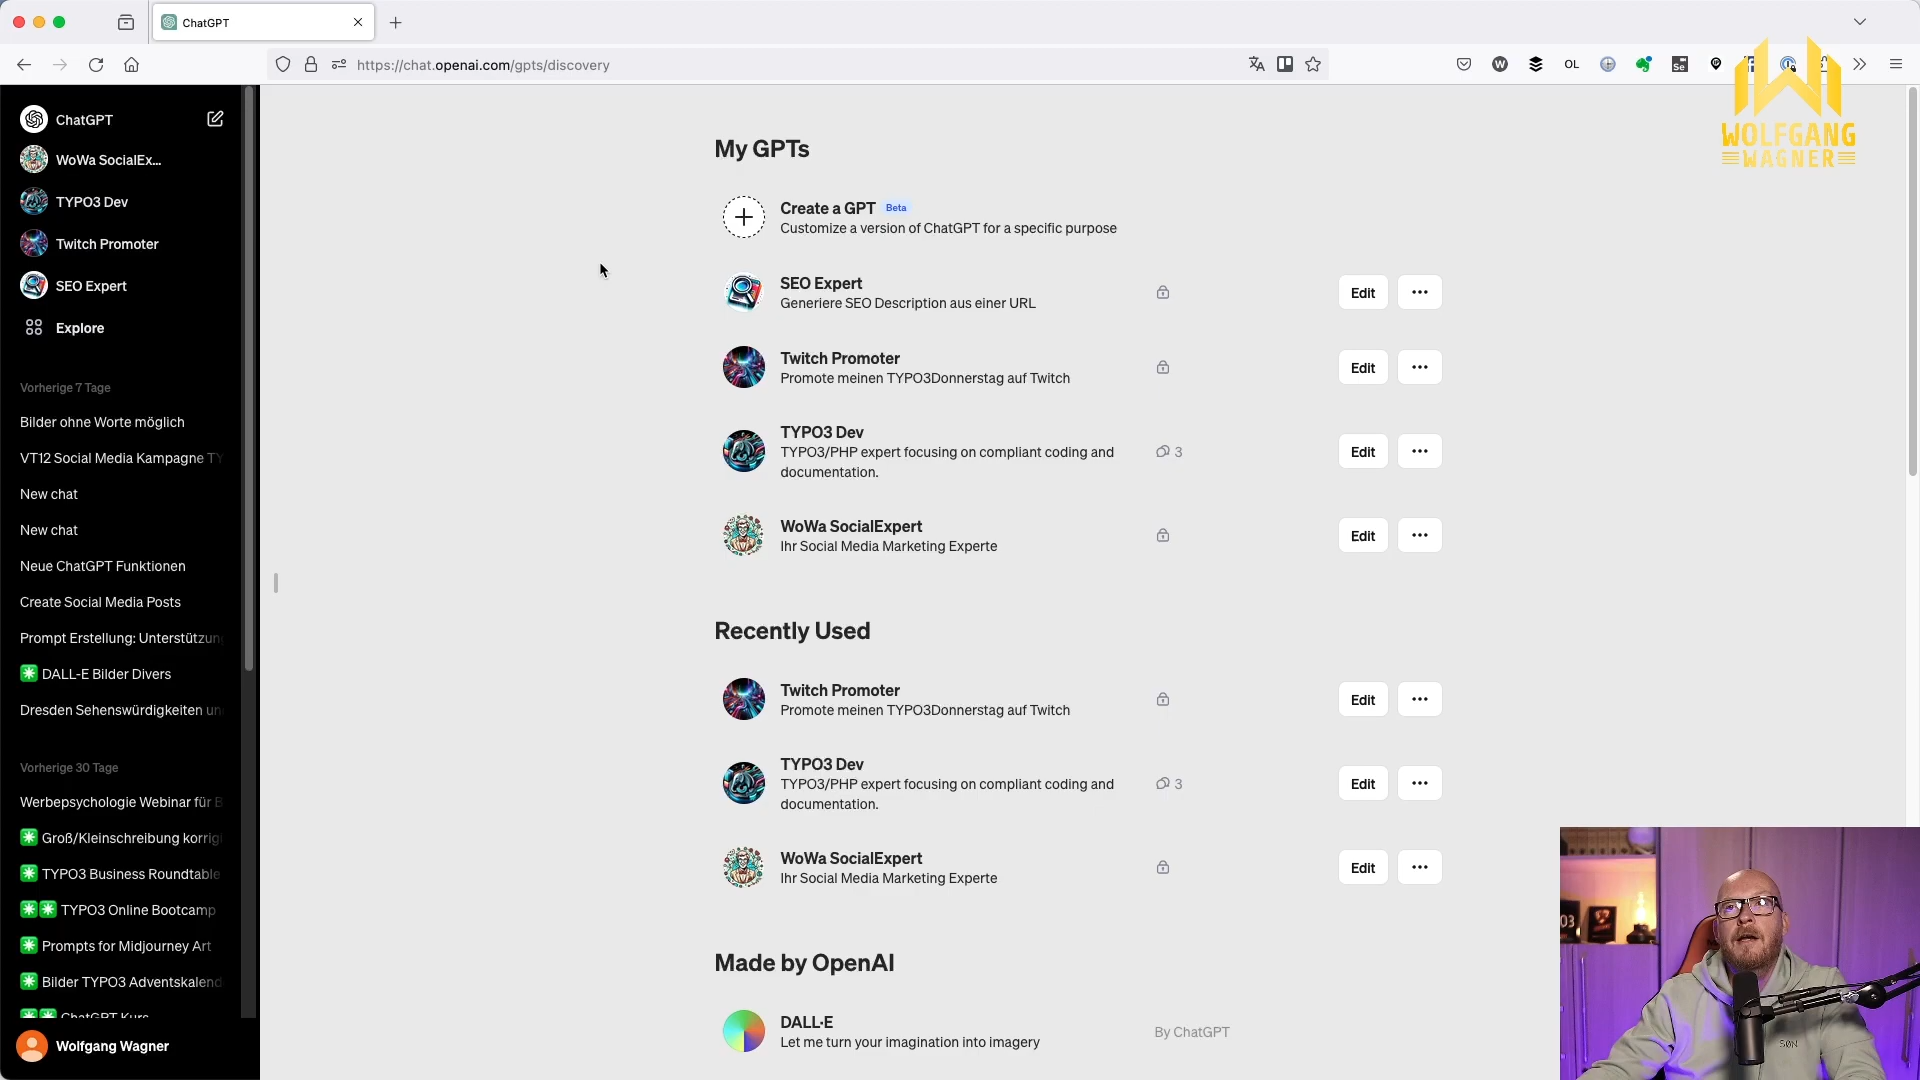 ChatGPT
https://chat.openai.com/gpts/discovery
OL
WOLFGANG
WAGNER
ChatGPT
WoWa SocialEx...
TYPO3 Dev
Twitch Promoter
SEO Expert
Explore
Vorherige 7 Tage
Bilder ohne Worte möglich
VT12 Social Media Kampagne TY
New chat
New chat
Neue ChatGPT Funktionen
Create Social Media Posts
Prompt Erstellung: Unterstützun
DALL-E Bilder Divers
Dresden Sehenswürdigkeiten un
Vorherige 30 Tage
Werbepsychologie Webinar für B
Groß/Kleinschreibung korrig
TYPO3 Business Roundtable
TYPO3 Online Bootcamp
Prompts for Midjourney Art
Bilder TYPO3 Adventskalend
ChatGPT Kurs
Wolfgang Wagner
My GPTs
Create a GPT Beta
Customize a version of ChatGPT for a specific purpose
SEO Expert
Generiere SEO Description aus einer URL
Edit
Twitch Promoter
Promote meinen TYPO3Donnerstag auf Twitch
Edit
TYPO3 Dev
TYPO3/PHP expert focusing on compliant coding and
documentation.
3
Edit
WoWa SocialExpert
Ihr Social Media Marketing Experte
Edit
Recently Used
Twitch Promoter
Promote meinen TYPO3Donnerstag auf Twitch
Edit
TYPO3 Dev
TYPO3/PHP expert focusing on compliant coding and
documentation.
3
Edit
WoWa SocialExpert
Ihr Social Media Marketing Experte
Edit
Made by OpenAI
DALL·E
Let me turn your imagination into imagery
By ChatGPT